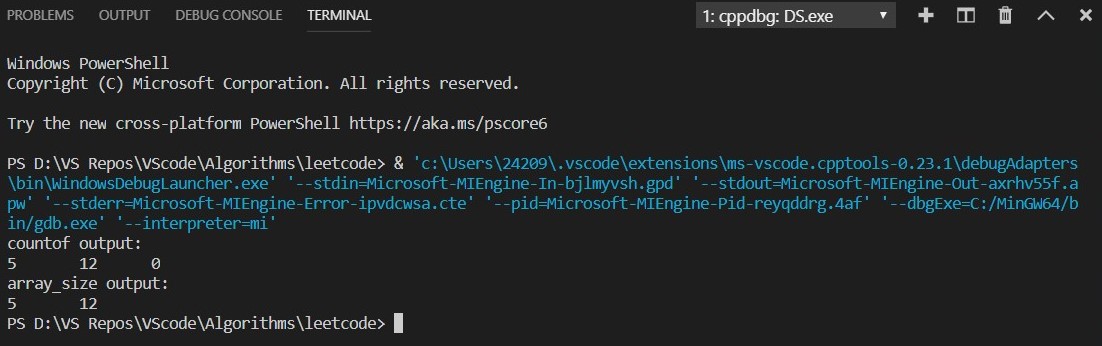 PROBLEMS OUTPUT DEBUG CONSOLE TERMINAL 1: cppdbg: DS.exe
Windows PowerShell
Copyright (C) Microsoft Corporation. All rights reserved.
Try the new cross-platform PowerShell https://aka.ms/pscore6
PS D:\VS Repos\VScode\Algorithms\leetcode> & 'c:\Users\24209\.vscode\extensions\ms-vscode.cpptools-0.23.1\debugAdapters
\bin\WindowsDebugLauncher.exe' '--stdin=Microsoft-MIEngine-In-bjlmyvsh.gpd' '--stdout=Microsoft-MIEngine-Out-axrhv55f.a
pw' '--stderr=Microsoft-MIEngine-Error-ipvdcwsa.cte' '--pid=Microsoft-MIEngine-Pid-reyqddrg.4af' '--dbgExe=C:/MinGW64/b
in/gdb.exe' '--interpreter=mi'
countof output:
5 12 0
array_size output:
5 12
PS D:\VS Repos\VScode\Algorithms\leetcode>